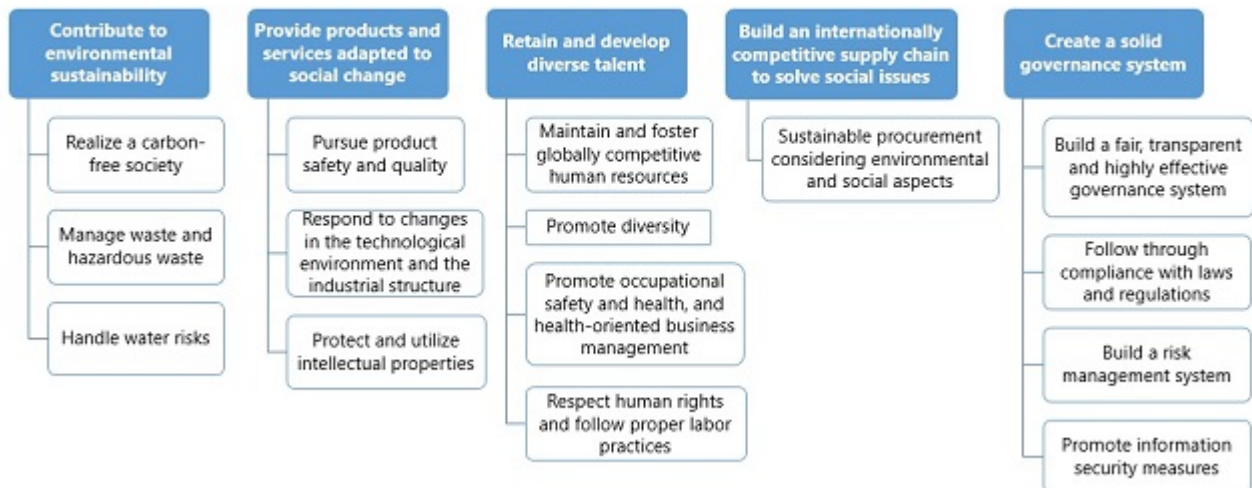 Contribute to
environmental
sustainability
Realize a carbon-
free society
Manage waste and
hazardous waste
Handle water risks
Provide products and
services adapted to
social change
Pursue product
safety and quality
Respond to changes
in the technological
environment and the
industrial structure
Protect and utilize
intellectual properties
Retain and develop
diverse talent
Maintain and foster
globally competitive
human resources
Promote diversity
Promote occupational
safety and health, and
health-oriented business
management
Respect human rights
and follow proper labor
practices
Build an internationally
competitive supply chain
to solve social issues
Sustainable procurement
considering environmental
and social aspects
Create a solid
governance system
Build a fair, transparent
and highly effective
governance system
Follow through
compliance with laws
and regulations
Build a risk
management system
Promote information
security measures